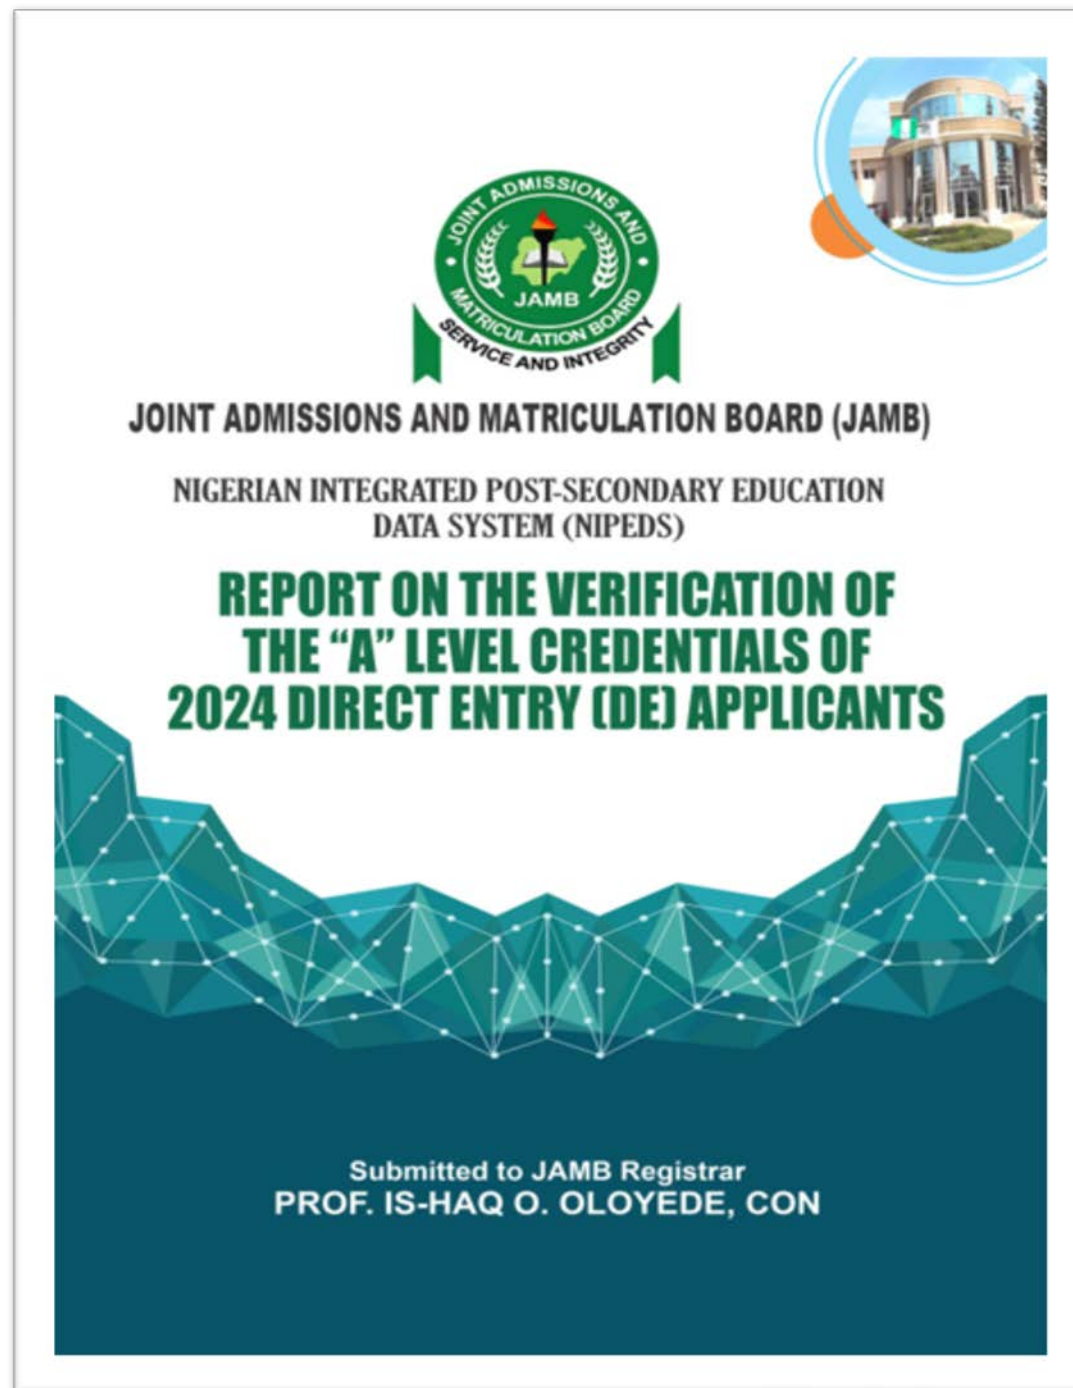 JOINT ADMISSIONS AND
MATRICULATION BOARD
JAMB
SERVICE AND INTEGRITY
JOINT ADMISSIONS AND MATRICULATION BOARD (JAMB)
NIGERIAN INTEGRATED POST-SECONDARY EDUCATION
DATA SYSTEM (NIPEDS)
REPORT ON THE VERIFICATION OF
THE “A” LEVEL CREDENTIALS OF
2024 DIRECT ENTRY (DE) APPLICANTS
Submitted to JAMB Registrar
PROF. IS-HAQ O. OLOYEDE, CON